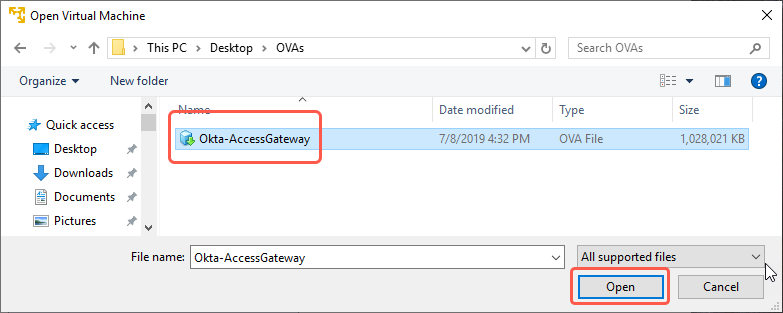 Open Virtual Machine
This PC > Desktop > OVAs
Search OVAs
Organize
New folder
Name
Date modified
Type
Size
Quick access
Desktop
Downloads
Documents
Pictures
Okta-AccessGateway
7/8/2019 4:32 PM
OVA File
1,028,021 KB
File name:
Okta-AccessGateway
All supported files
Open
Cancel